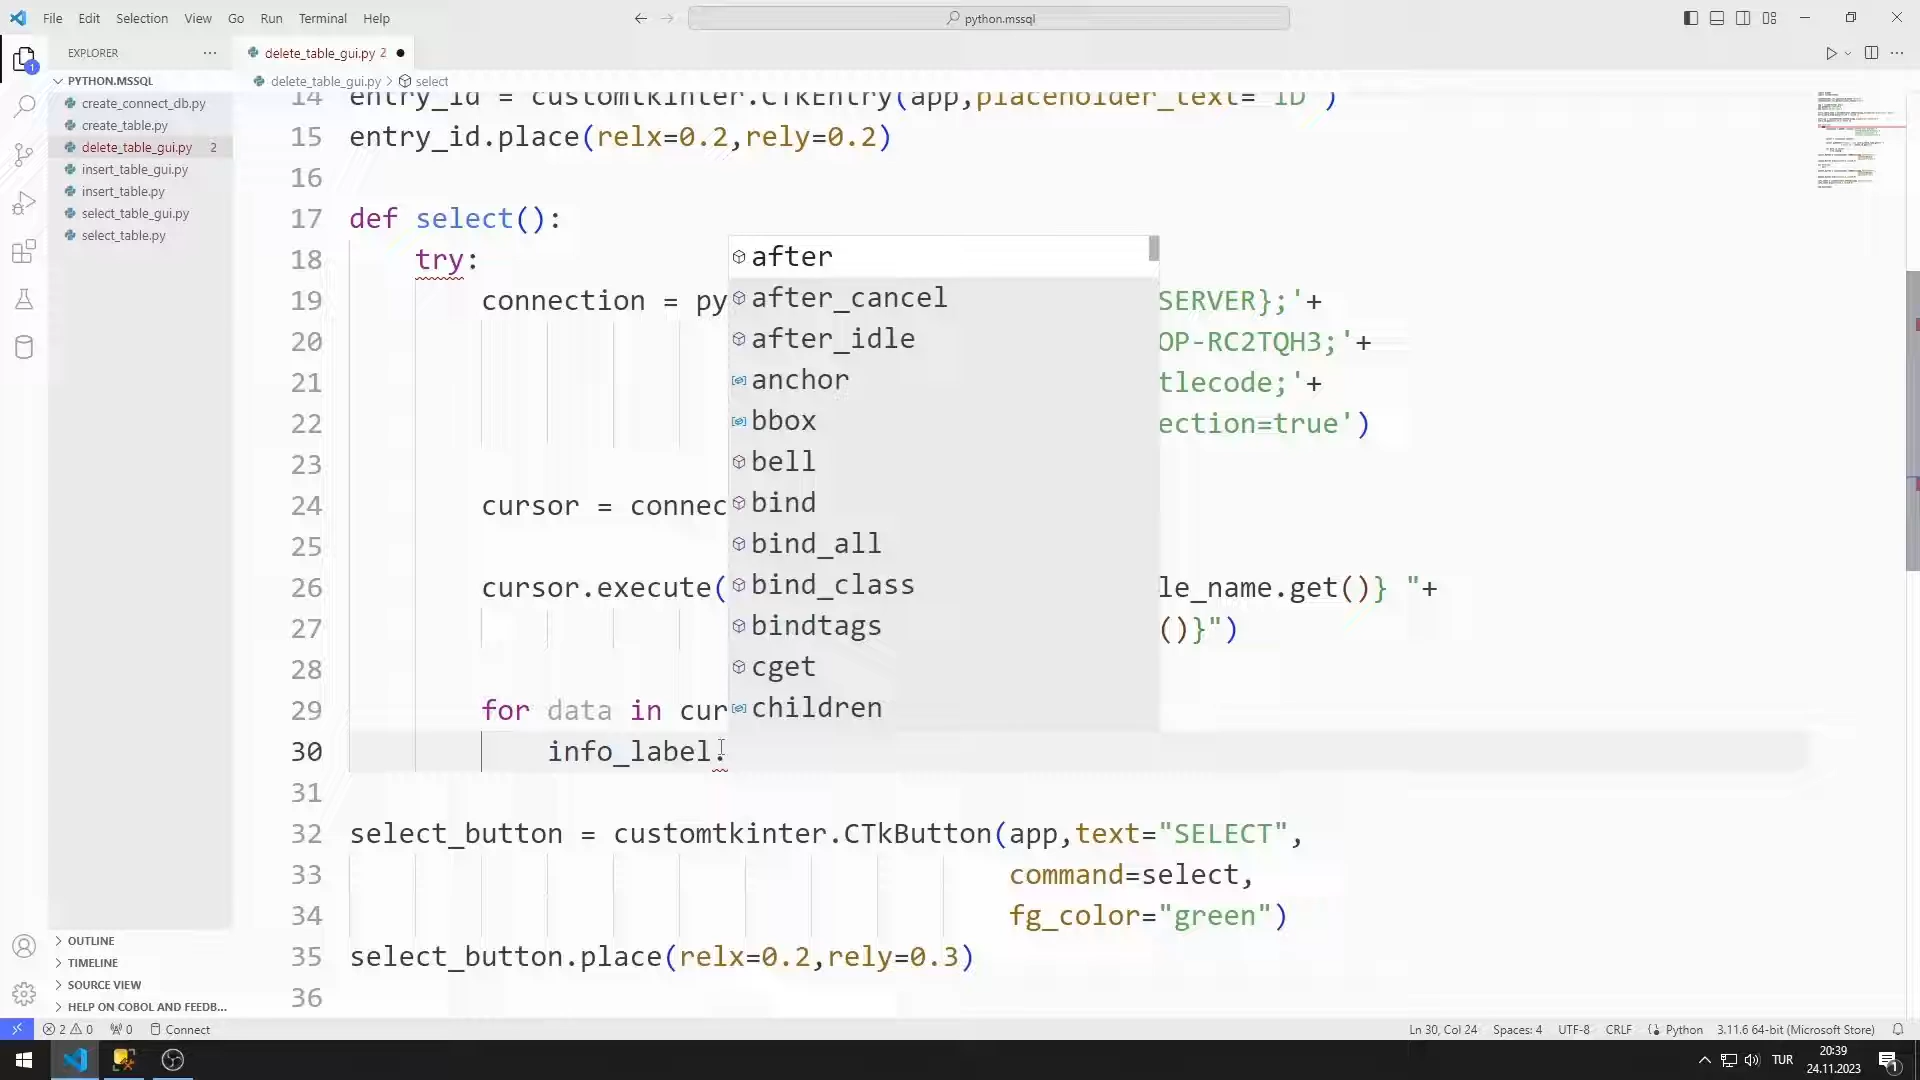 File Edit Selection View Go Run Terminal Help
python.mssql
EXPLORER
delete_table_gui.py 2
PYTHON.MSSQL
delete_table_gui.py > select
create_connect_db.py
create_table.py
delete_table_gui.py 2
insert_table_gui.py
insert_table.py
select_table_gui.py
select_table.py
1
14 entry_id = customtkinter.CTkEntry(app,placeholder_text="ID")
15 entry_id.place(relx=0.2,rely=0.2)
16
17 def select():
18 try:
19 connection = py SERVER};'+
20 OP-RC2TQH3;'+
21 tlecode;'+
22 ection=true')
23
24 cursor = connec
25
26 cursor.execute( le_name.get()} "+
27 ()}")
28
29 for data in cur
30 info_label.
31
32 select_button = customtkinter.CTkButton(app,text="SELECT",
33 command=select,
34 fg_color="green")
35 select_button.place(relx=0.2,rely=0.3)
36
after
after_cancel
after_idle
anchor
bbox
bell
bind
bind_all
bind_class
bindtags
cget
children
OUTLINE
TIMELINE
SOURCE VIEW
HELP ON COBOL AND FEEDB...
2 0 0 Connect
Ln 30, Col 24 Spaces: 4 UTF-8 CRLF Python 3.11.6 64-bit (Microsoft Store)
TUR
20:39
24.11.2023
1